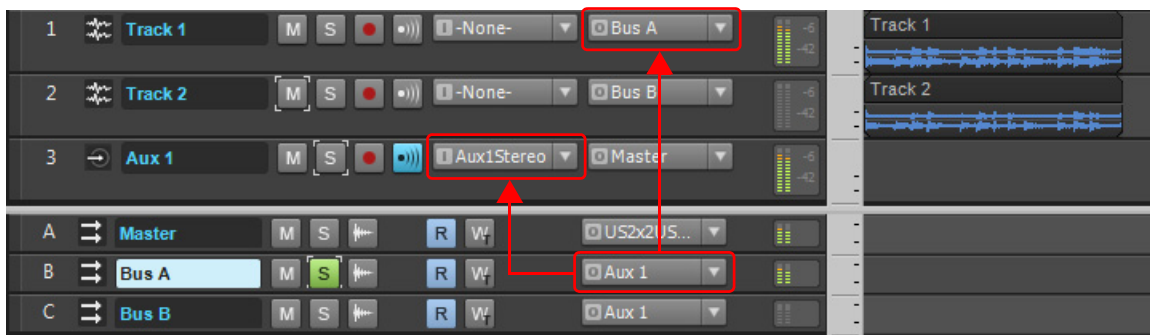 1 Track 1 M S I -None- O Bus A -6 -42 Track 1
2 Track 2 M S I -None- O Bus B -6 -42 Track 2
3 Aux 1 M S I Aux1Stereo O Master -6 -42
A Master M S R W O US2x2US...
B Bus A M S R W O Aux 1
C Bus B M S R W O Aux 1